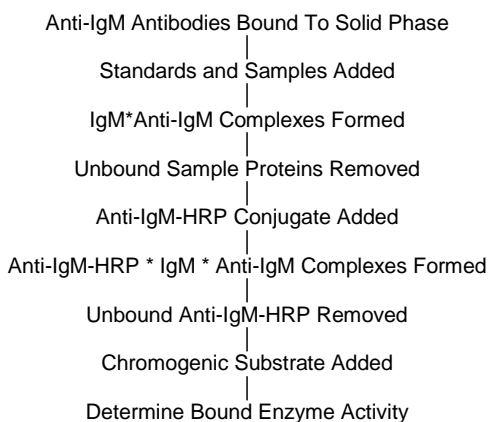 Anti-IgM Antibodies Bound To Solid Phase
Standards and Samples Added
IgM*Anti-IgM Complexes Formed
Unbound Sample Proteins Removed
Anti-IgM-HRP Conjugate Added
Anti-IgM-HRP * IgM * Anti-IgM Complexes Formed
Unbound Anti-IgM-HRP Removed
Chromogenic Substrate Added
Determine Bound Enzyme Activity